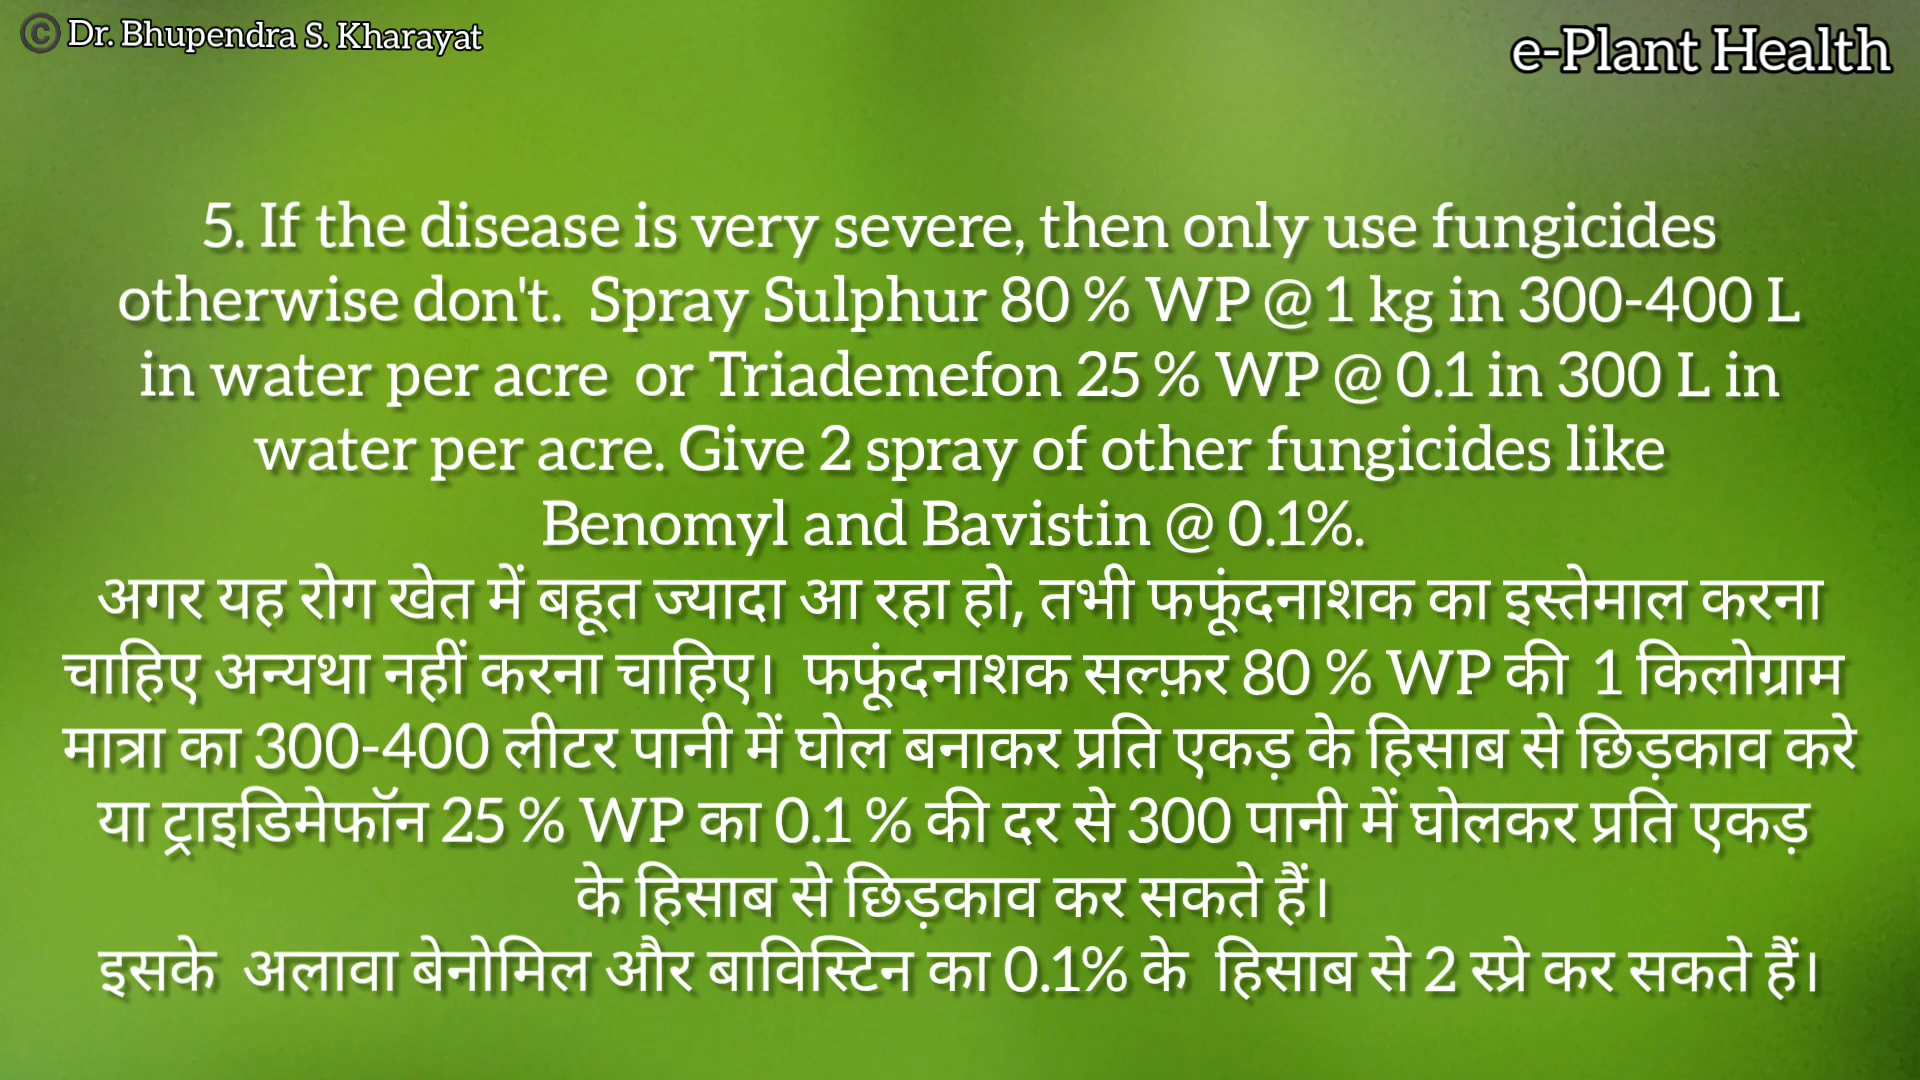 © Dr. Bhupendra S. Kharayat
e-Plant Health
5. If the disease is very severe, then only use fungicides
otherwise don't. Spray Sulphur 80 % WP @ 1 kg in 300-400 L
in water per acre or Triademefon 25 % WP @ 0.1 in 300 L in
water per acre. Give 2 spray of other fungicides like
Benomyl and Bavistin @ 0.1%.
अगर यह रोग खेत में बहूत ज्यादा आ रहा हो, तभी फफूंदनाशक का इस्तेमाल करना
चाहिए अन्यथा नहीं करना चाहिए। फफूंदनाशक सल्फ़र 80 % WP की 1 किलोग्राम
मात्रा का 300-400 लीटर पानी में घोल बनाकर प्रति एकड़ के हिसाब से छिड़काव करे
या ट्राइडिमेफॉन 25 % WP का 0.1 % की दर से 300 पानी में घोलकर प्रति एकड़
के हिसाब से छिड़काव कर सकते हैं।
इसके अलावा बेनोमिल और बाविस्टिन का 0.1% के हिसाब से 2 स्प्रे कर सकते हैं।